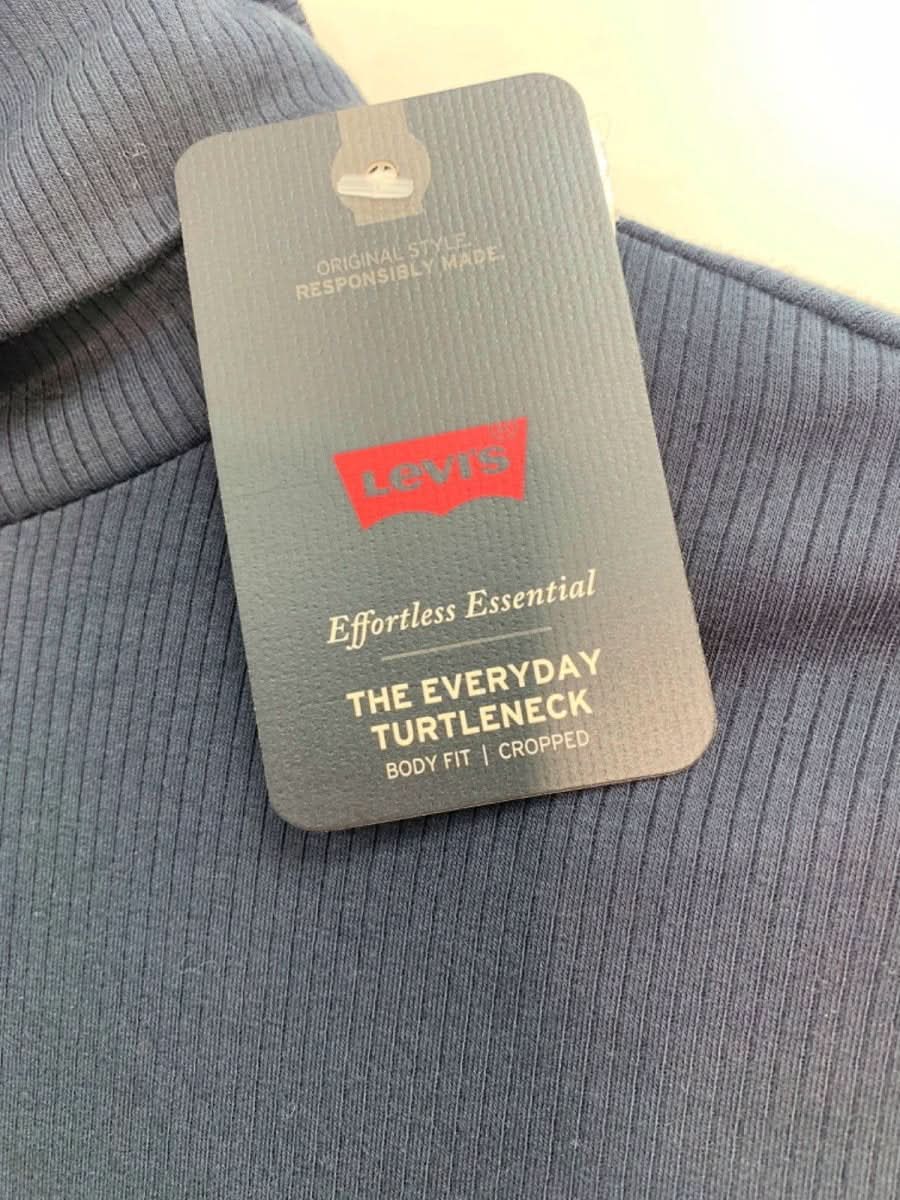 ORIGINAL STYLE.
RESPONSIBLY MADE.
Levi's
Effortless Essential
THE EVERYDAY
TURTLENECK
BODY FIT | CROPPED